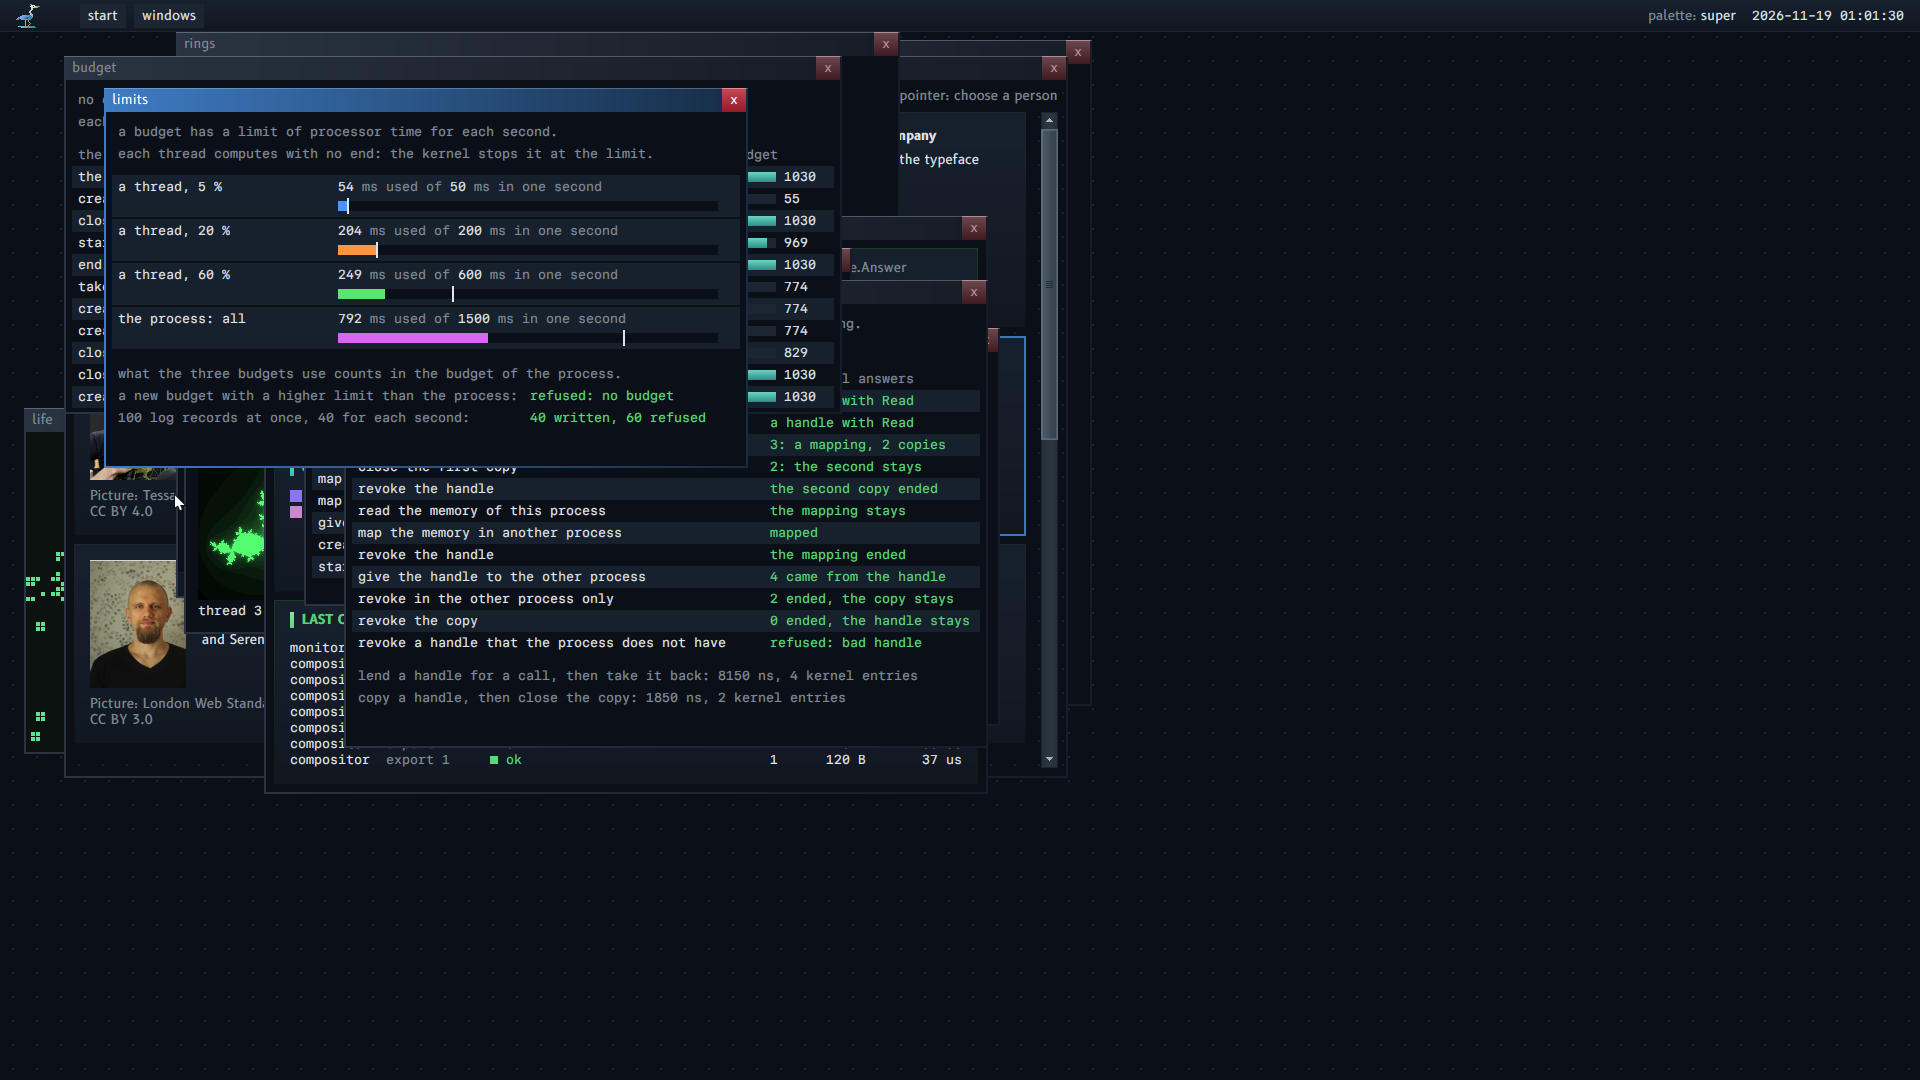 start windows palette: super 2026-11-19 01:01:30
rings x
x
budget x
x
no
limits x
pointer: choose a person
each
a budget has a limit of processor time for each second.
each thread computes with no end: the kernel stops it at the limit.
the
the typeface
the
a thread, 5 % 54 ms used of 50 ms in one second
1030
55
a thread, 20 % 204 ms used of 200 ms in one second
1030
x
969
end
a thread, 60 % 249 ms used of 600 ms in one second
1030
e.Answer
774
x
774
the process: all 792 ms used of 1500 ms in one second
774
829
what the three budgets use counts in the budget of the process.
1030
answers
a new budget with a higher limit than the process: refused: no budget
1030
with Read
100 log records at once, 40 for each second: 40 written, 60 refused
life
a handle with Read
3: a mapping, 2 copies
close the first copy 2: the second stays
map
revoke the handle the second copy ended
Picture: Tessa
CC BY 4.0
map
read the memory of this process the mapping stays
map the memory in another process mapped
revoke the handle the mapping ended
give the handle to the other process 4 came from the handle
revoke in the other process only 2 ended, the copy stays
thread 3
LAST
revoke the copy 0 ended, the handle stays
and Seren
revoke a handle that the process does not have refused: bad handle
monitor
lend a handle for a call, then take it back: 8150 ns, 4 kernel entries
copy a handle, then close the copy: 1850 ns, 2 kernel entries
Picture: London Web Standa
CC BY 3.0
compositor export 1 ok 1 120 B 37 us